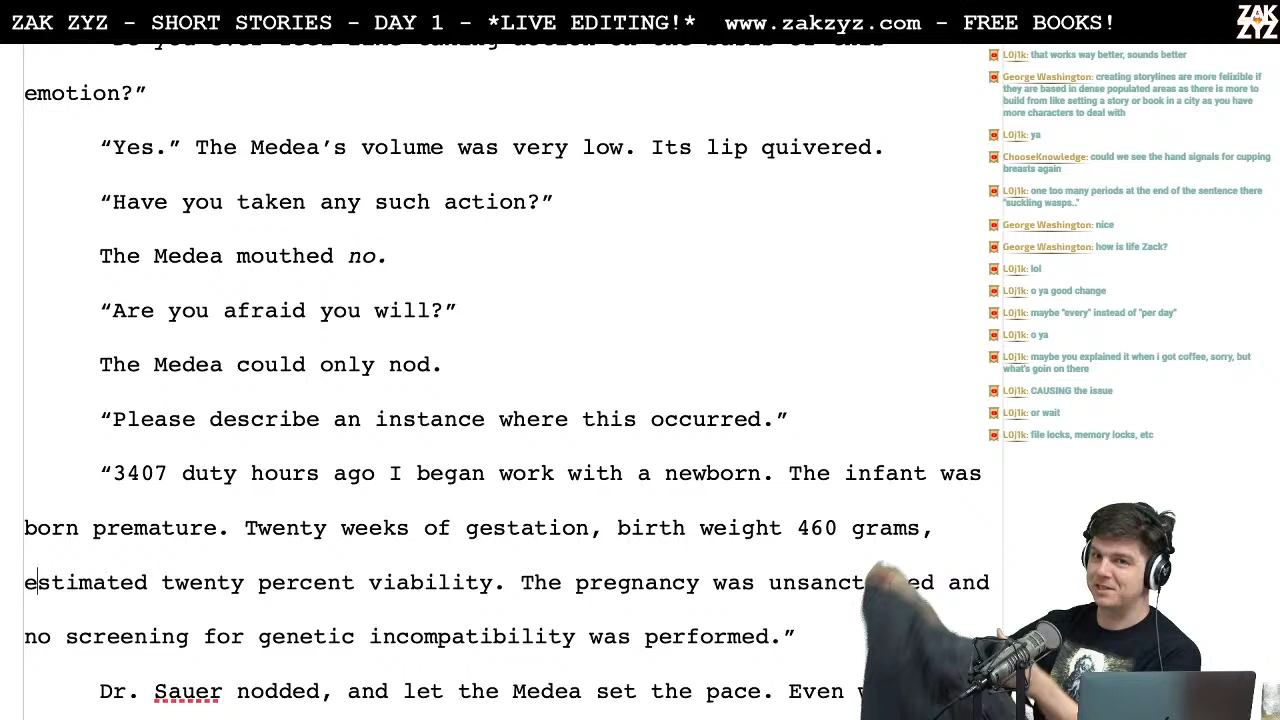 ZAK ZYZ - SHORT STORIES - DAY 1 - *LIVE EDITING!* www.zakzyz.com - FREE BOOKS!
ZAK
ZYZ
emotion?”
“Yes.” The Medea’s volume was very low. Its lip quivered.
“Have you taken any such action?”
The Medea mouthed no.
“Are you afraid you will?”
The Medea could only nod.
“Please describe an instance where this occurred.”
“3407 duty hours ago I began work with a newborn. The infant was
born premature. Twenty weeks of gestation, birth weight 460 grams,
estimated twenty percent viability. The pregnancy was and
no screening for genetic incompatibility was performed.”
Dr. Sauer nodded, and let the Medea set the pace. Even
L0j1k: that works way better, sounds better
George Washington: creating storylines are more felixible if
they are based in dense populated areas as there is more to
build from like setting a story or book in a city as you have
more characters to deal with
L0j1k: ya
ChooseKnowledge: could we see the hand signals for cupping
breasts again
L0j1k: one too many periods at the end of the sentence there
"suckling wasps.."
George Washington: nice
George Washington: how is life Zack?
L0j1k: lol
L0j1k: o ya good change
L0j1k: maybe "every" instead of "per day"
L0j1k: o ya
L0j1k: maybe you explained it when i got coffee, sorry, but
what's goin on there
L0j1k: CAUSING the issue
L0j1k: or wait
L0j1k: file locks, memory locks, etc